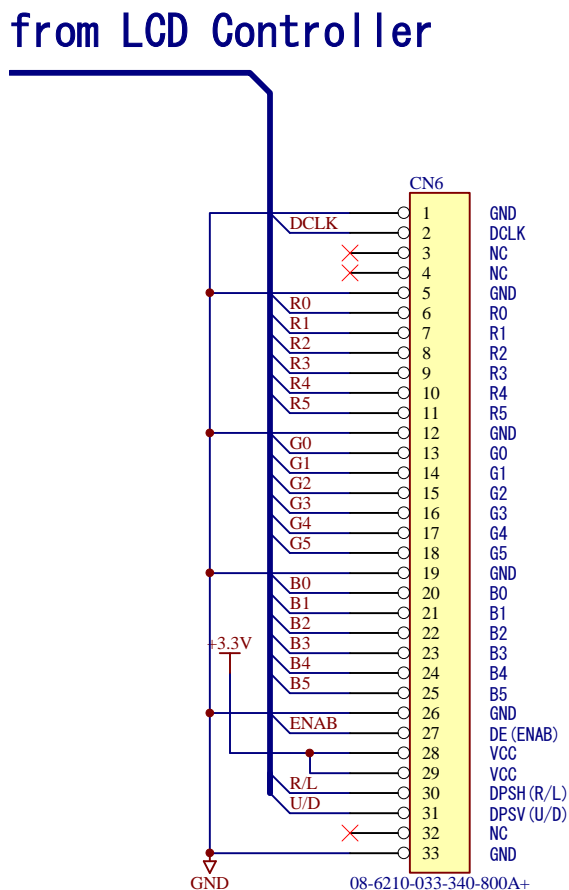 from LCD Controller
CN6
1 GND
DCLK 2 DCLK
3 NC
4 NC
5 GND
R0 6 R0
R1 7 R1
R2 8 R2
R3 9 R3
R4 10 R4
R5 11 R5
12 GND
G0 13 G0
G1 14 G1
G2 15 G2
G3 16 G3
G4 17 G4
G5 18 G5
19 GND
B0 20 B0
B1 21 B1
B2 22 B2
+3.3V B3 23 B3
B4 24 B4
B5 25 B5
26 GND
ENAB 27 DE(ENAB)
28 VCC
29 VCC
R/L 30 DPSH(R/L)
U/D 31 DPSV(U/D)
32 NC
33 GND
GND 08-6210-033-340-800A+